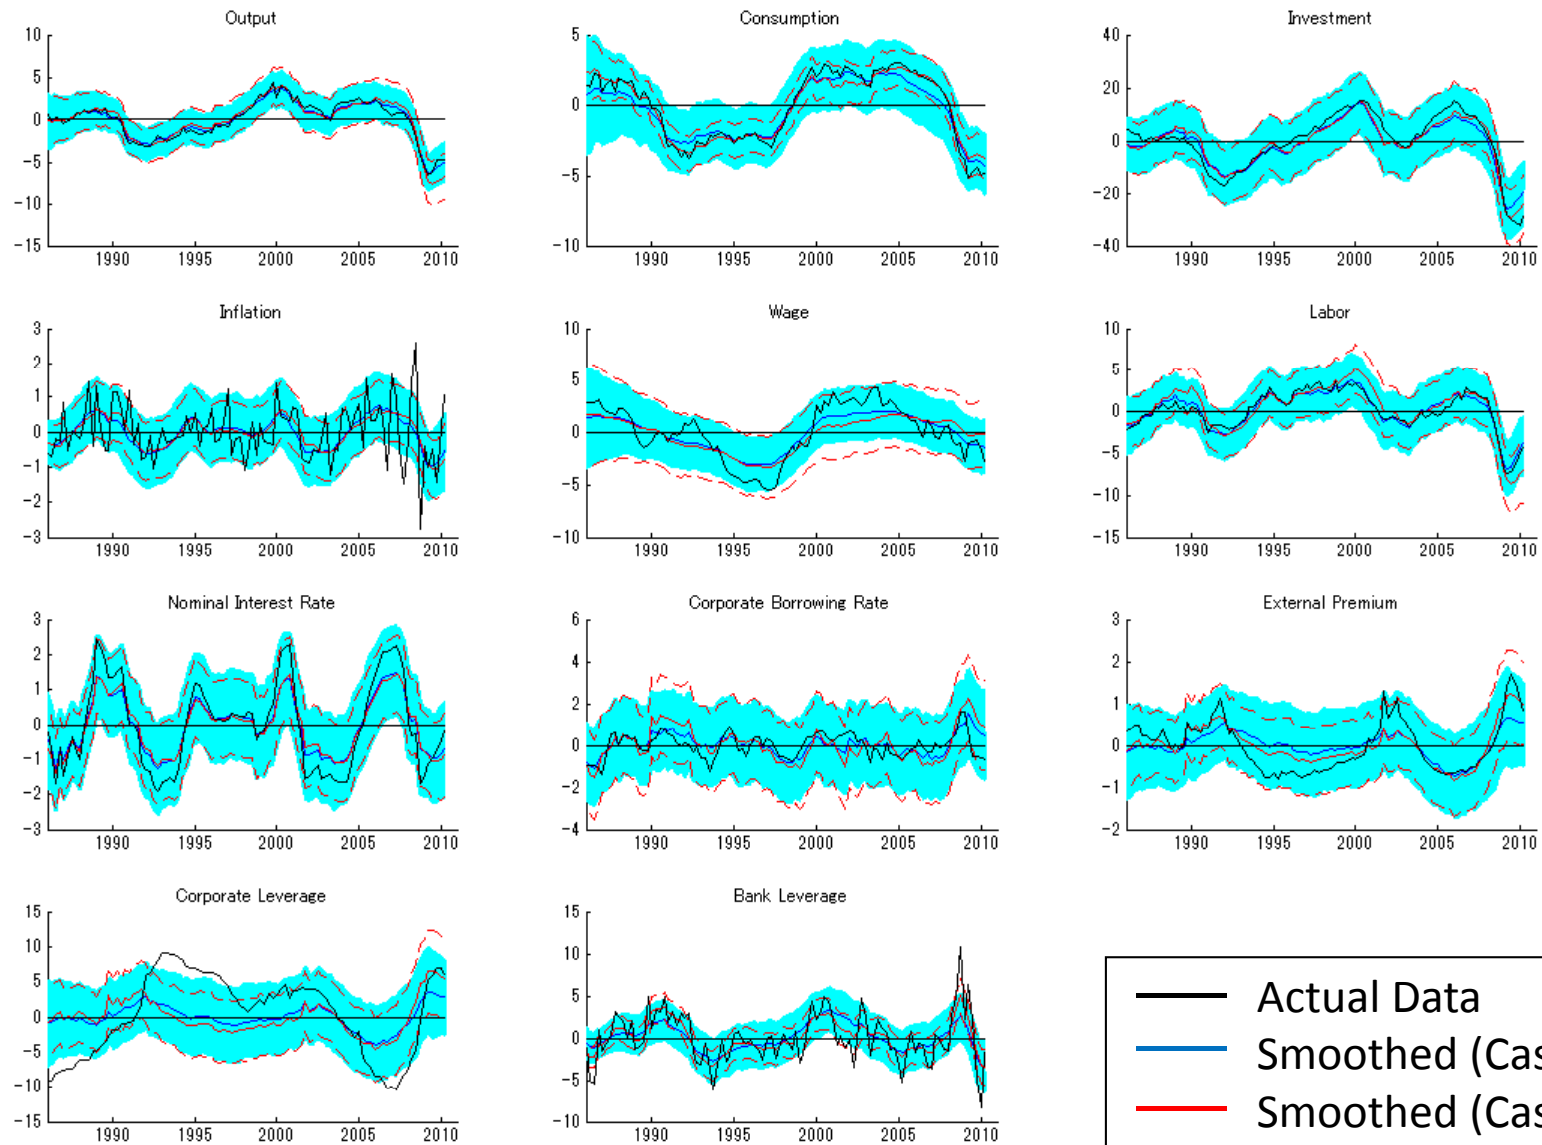 Output Consumption Investment
10 5 40
5 20
0 0 0
-5 -5 -20
-10
-15 -10 -40
1990 1995 2000 2005 2010 1990 1995 2000 2005 2010 1990 1995 2000 2005 2010
Inflation Wage Labor
3 10 10
2 5 5
1
0 0 0
-1 -5
-2 -5 -10
-3 -10 -15
1990 1995 2000 2005 2010 1990 1995 2000 2005 2010 1990 1995 2000 2005 2010
Nominal Interest Rate Corporate Borrowing Rate External Premium
3 6 3
2 4 2
1 2 1
0 0 0
-1
-2 -2 -1
-3 -4 -2
1990 1995 2000 2005 2010 1990 1995 2000 2005 2010 1990 1995 2000 2005 2010
Corporate Leverage Bank Leverage
15 15
10 10
5 5
0 0
-5
-10 -5
-15 -10
1990 1995 2000 2005 2010 1990 1995 2000 2005 2010
Actual Data
Smoothed (Cas
Smoothed (Cas